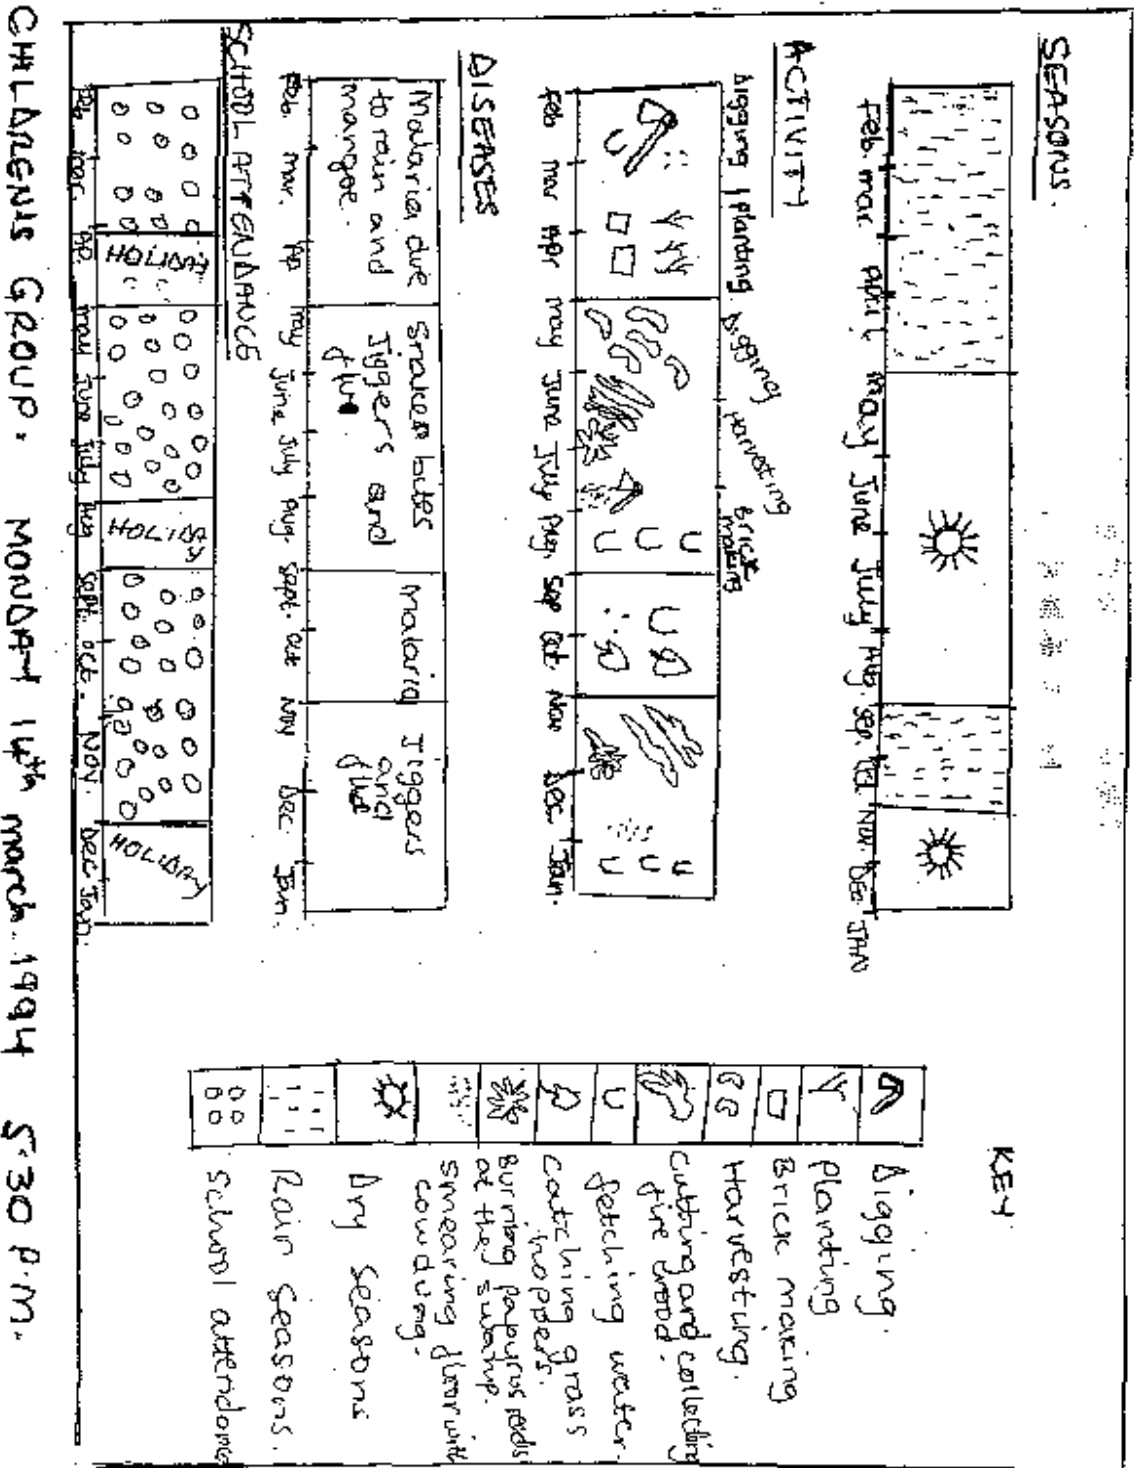 SEASONS.
Feb. mar April May June July Aug. Sep. Oct Nov DEC JAN
ACTIVITY
Digging / planting Digging Harvesting Brick making
Feb mar Apr may June July Aug. Sep Oct. Nov Dec Jan.
DISEASES
Malaria due
to rain and
mangoe.
Snake bites
Jiggers and
flu.
Malaria
Jiggers
and
flu
Feb. mar. Ap may June July Aug. Sept. Oct Nov Dec. Jan.
SCHOOL ATTENDANCE
HOLIDAY
HOLIDAY
HOLIDAY
Feb. mar. Ap. may June July Aug Sept. Oct. Nov. Dec Jan.
KEY
Digging.
Planting
Brick making
Harvesting.
Cutting and collecting
fire wood.
fetching water.
catching grass
hoppers.
Burning Papyrus reeds
at the swamp.
Smearing floor with
cow dung.
Dry Seasons
Rain Seasons.
School attendance
CHILDRENS GROUP. MONDAY 14th march. 1994 5.30 P.M.